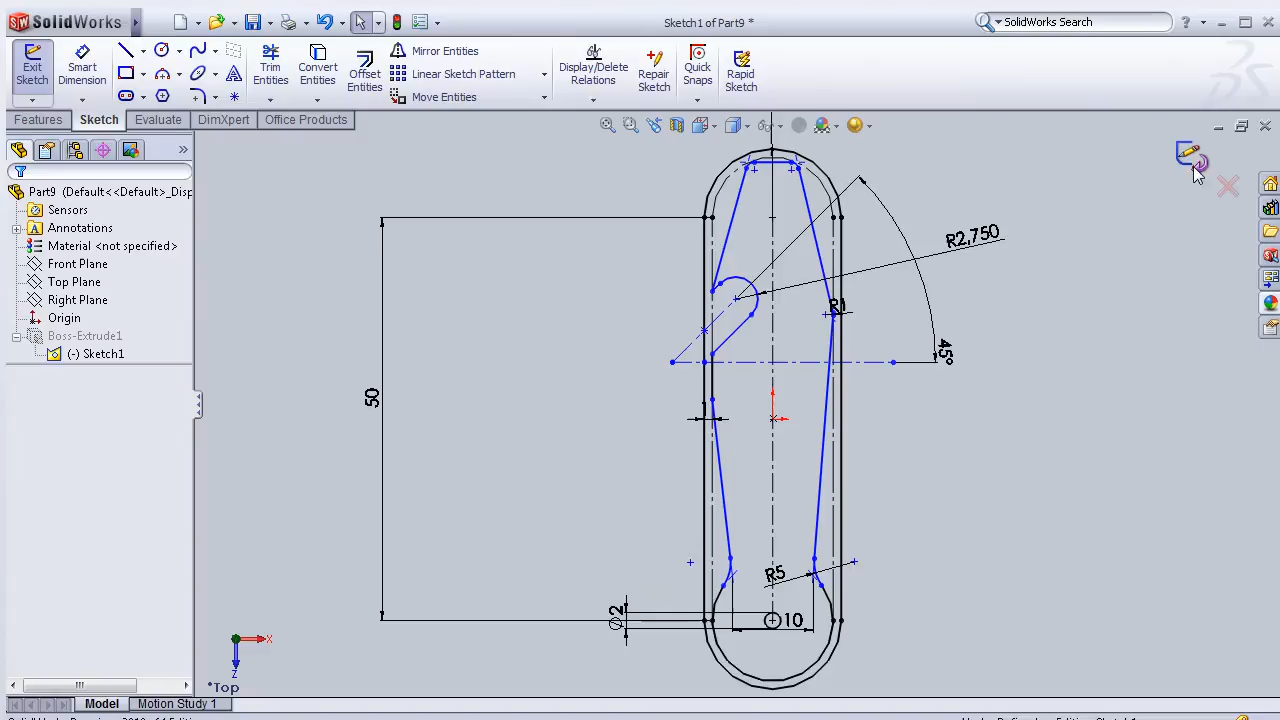 SolidWorks
Sketch1 of Part9 *
SolidWorks Search
Exit Sketch
Smart Dimension
Trim Entities
Convert Entities
Offset Entities
Mirror Entities
Linear Sketch Pattern
Move Entities
Display/Delete Relations
Repair Sketch
Quick Snaps
Rapid Sketch
Features
Sketch
Evaluate
DimXpert
Office Products
Part9 (Default<<Default>_Disp
Sensors
Annotations
Material <not specified>
Front Plane
Top Plane
Right Plane
Origin
Boss-Extrude1
(-) Sketch1
R2,750
R1
45°
50
1
R5
∅2
10
X
Z
*Top
Model
Motion Study 1